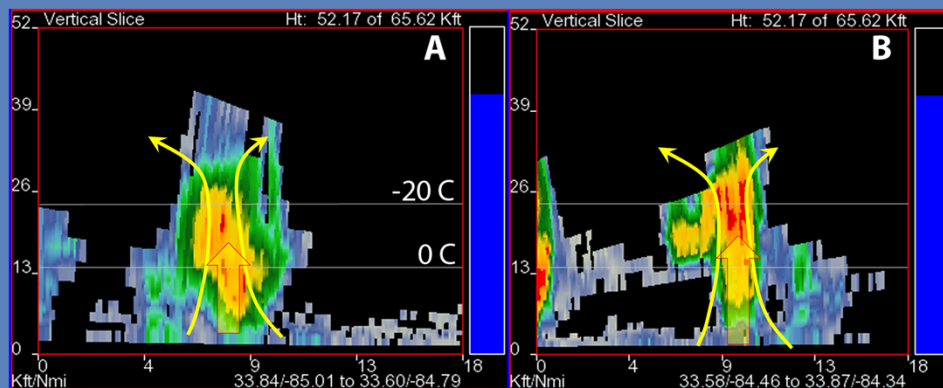 Vertical Slice Ht: 52.17 of 65.62 Kft
52
A
39
26
-20 C
0 C
13
0
4
9
13
18
Kft/Nmi
33.84/-85.01 to 33.60/-84.79
Vertical Slice Ht: 52.17 of 65.62 Kft
52
B
39
26
13
0
4
9
13
18
Kft/Nmi
33.58/-84.46 to 33.87/-84.34